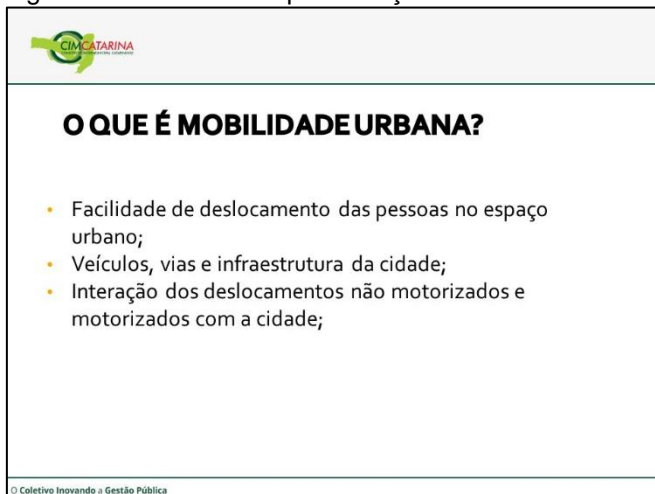 CIMCATARINA
O QUE É MOBILIDADE URBANA?
• Facilidade de deslocamento das pessoas no espaço
urbano;
• Veículos, vias e infraestrutura da cidade;
• Interação dos deslocamentos não motorizados e
motorizados com a cidade;
O Coletivo Inovando a Gestão Pública